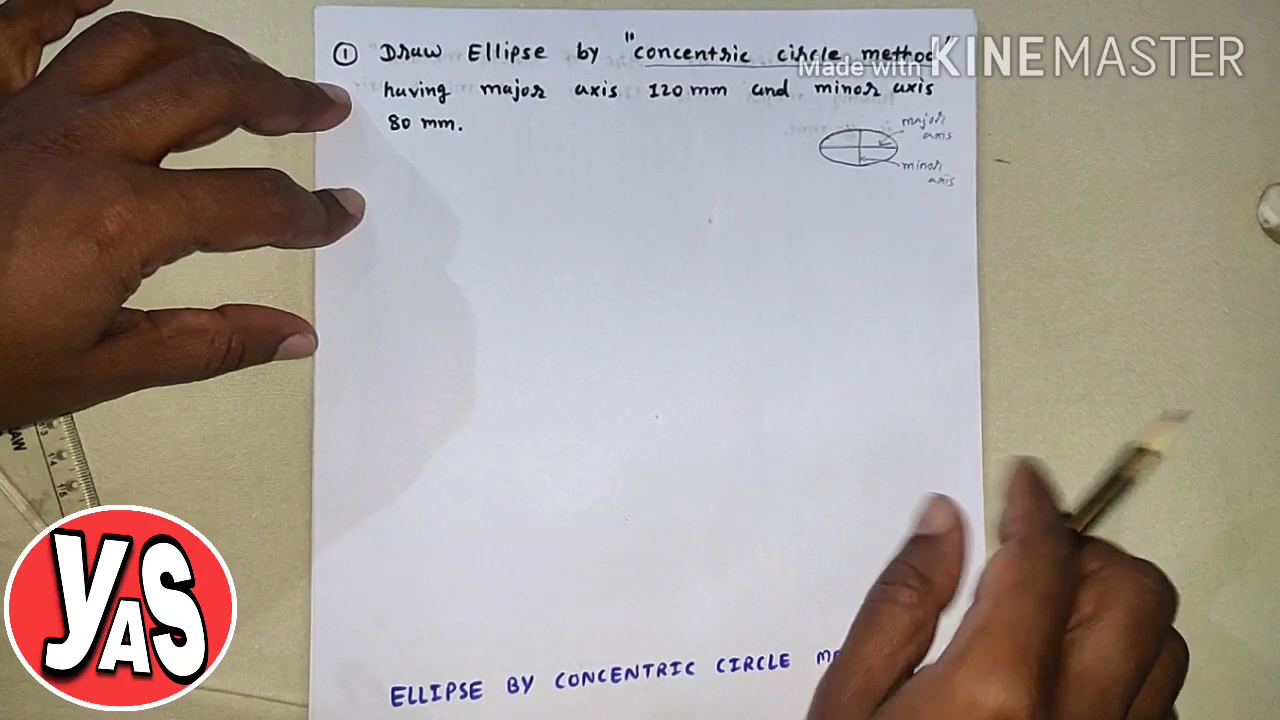 ① Draw Ellipse by "concentric circle method"
having major axis 120 mm and minor axis
80 mm.
major
axis
minor
axis
Made with KINEMASTER
YAS
ELLIPSE BY CONCENTRIC CIRCLE